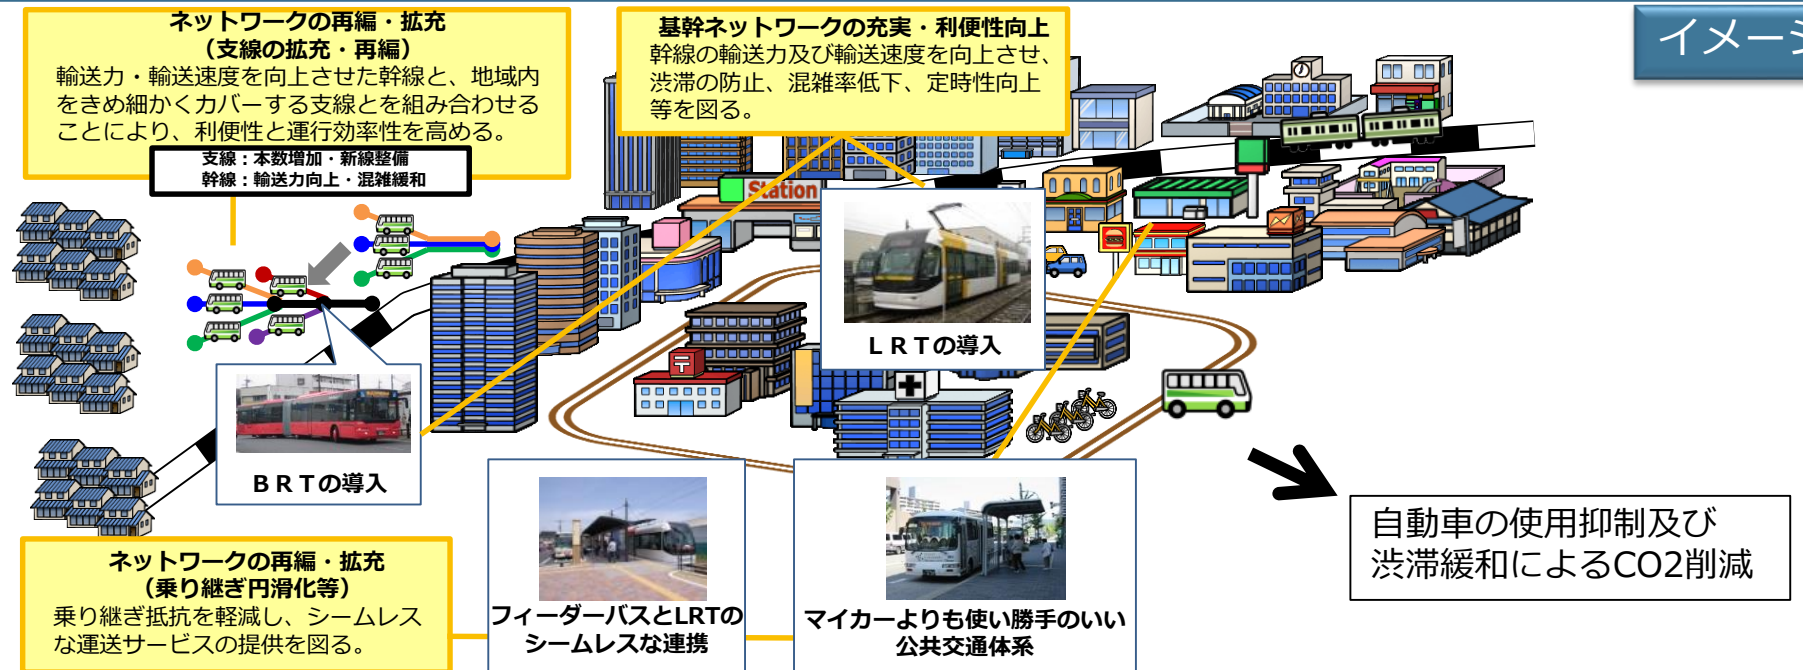 ネットワークの再編・拡充
（支線の拡充・再編）
輸送力・輸送速度を向上させた幹線と、地域内
をきめ細かくカバーする支線とを組み合わせる
ことにより、利便性と運行効率性を高める。
支線：本数増加・新線整備
幹線：輸送力向上・混雑緩和
基幹ネットワークの充実・利便性向上
幹線の輸送力及び輸送速度を向上させ、
渋滞の防止、混雑率低下、定時性向上
等を図る。
イメージ
Station
ＬＲＴの導入
ＢＲＴの導入
ネットワークの再編・拡充
（乗り継ぎ円滑化等）
乗り継ぎ抵抗を軽減し、シームレス
な運送サービスの提供を図る。
フィーダーバスとLRTの
シームレスな連携
マイカーよりも使い勝手のいい
公共交通体系
自動車の使用抑制及び
渋滞緩和によるCO2削減